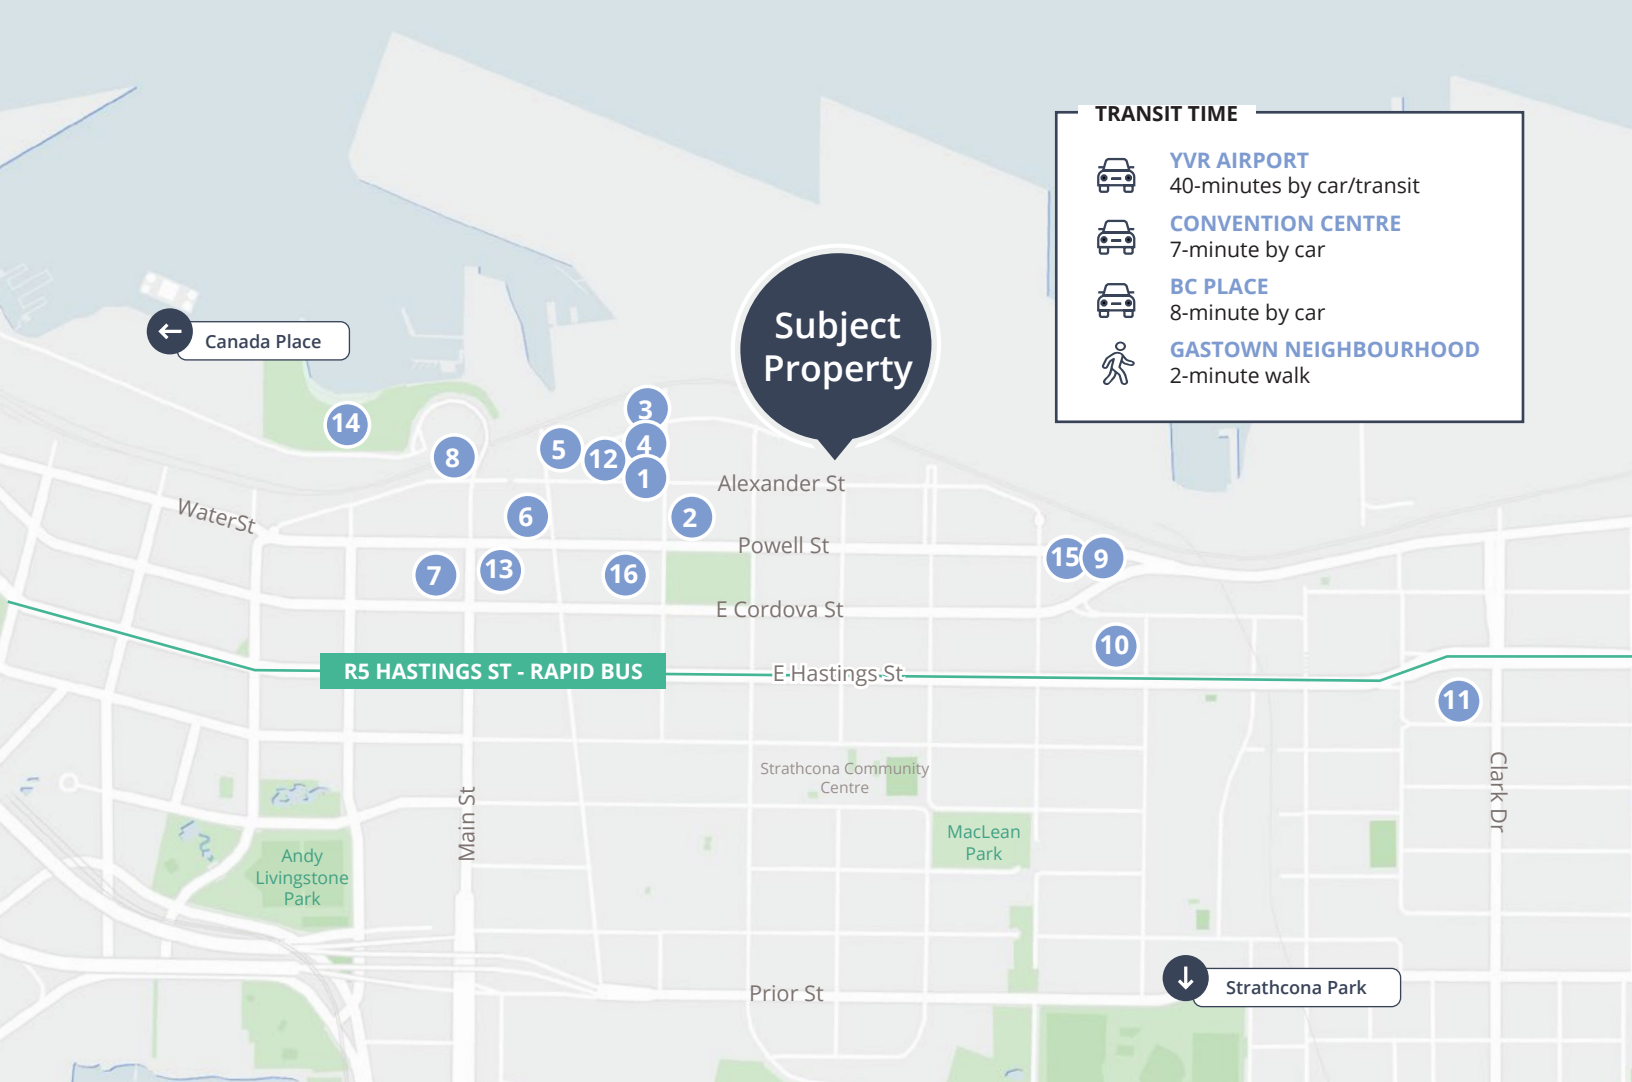 TRANSIT TIME
YVR AIRPORT
40-minutes by car/transit
CONVENTION CENTRE
7-minute by car
BC PLACE
8-minute by car
GASTOWN NEIGHBOURHOOD
2-minute walk
Subject
Property
Canada Place
3
14
4
5
8
12
1
Alexander St
WaterSt
6
2
Powell St
15
9
13
7
16
E Cordova St
10
R5 HASTINGS ST - RAPID BUS
E Hastings St
11
Strathcona Community
Centre
Clark Dr
Main St
MacLean
Park
Andy
Livingstone
Park
Prior St
Strathcona Park